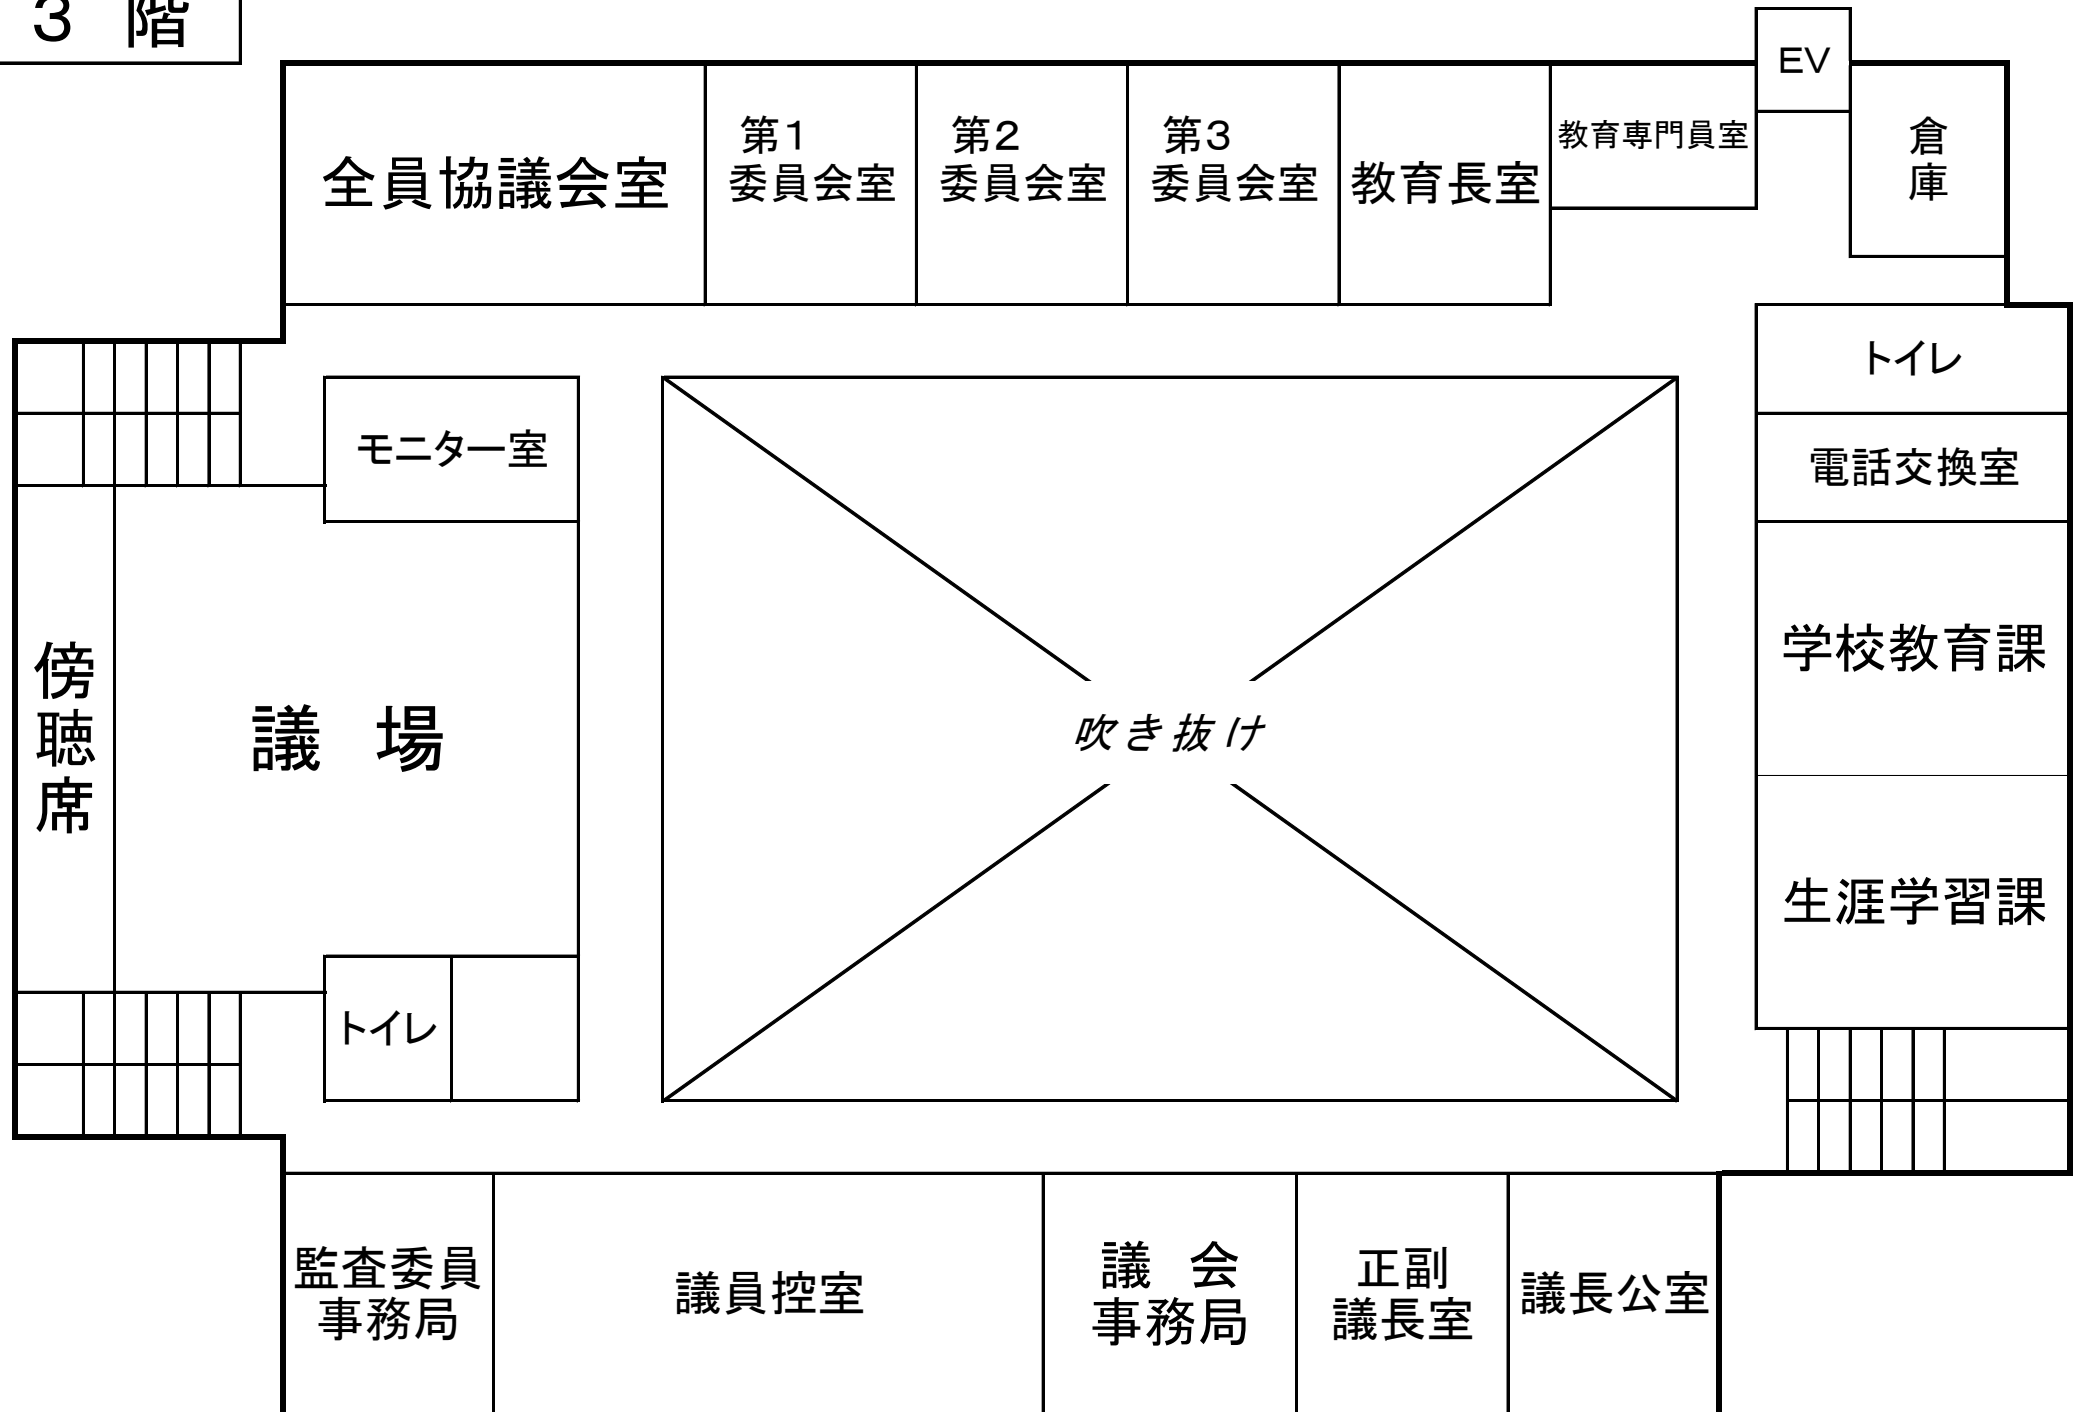 ３ 階
EV
全員協議会室
第１
委員会室
第２
委員会室
第３
委員会室
教育長室
教育専門員室
倉
庫
トイレ
モニター室
電話交換室
学校教育課
傍
聴
席
議 場
吹き抜け
生涯学習課
トイレ
監査委員
事務局
議員控室
議 会
事務局
正副
議長室
議長公室